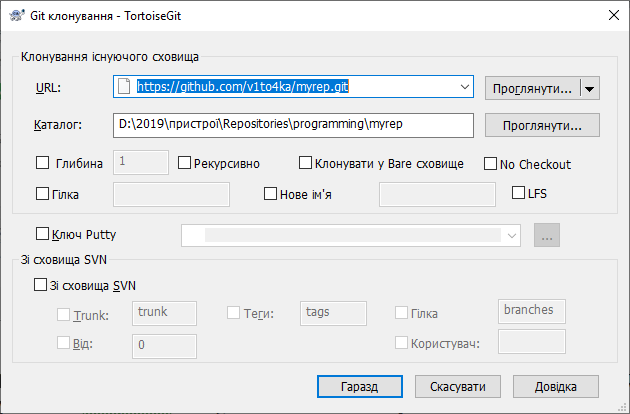 Git клонування - TortoiseGit
Клонування існуючого сховища
URL: https://github.com/v1to4ka/myrep.git Проглянути...
Каталог: D:\2019\пристрої\Repositories\programming\myrep Проглянути...
Глибина 1 Рекурсивно Клонувати у Bare сховище No Checkout
Гілка Нове ім'я LFS
Ключ Putty ...
Зі сховища SVN
Зі сховища SVN
Trunk: trunk Теги: tags Гілка branches
Від: 0 Користувач:
Гаразд Скасувати Довідка